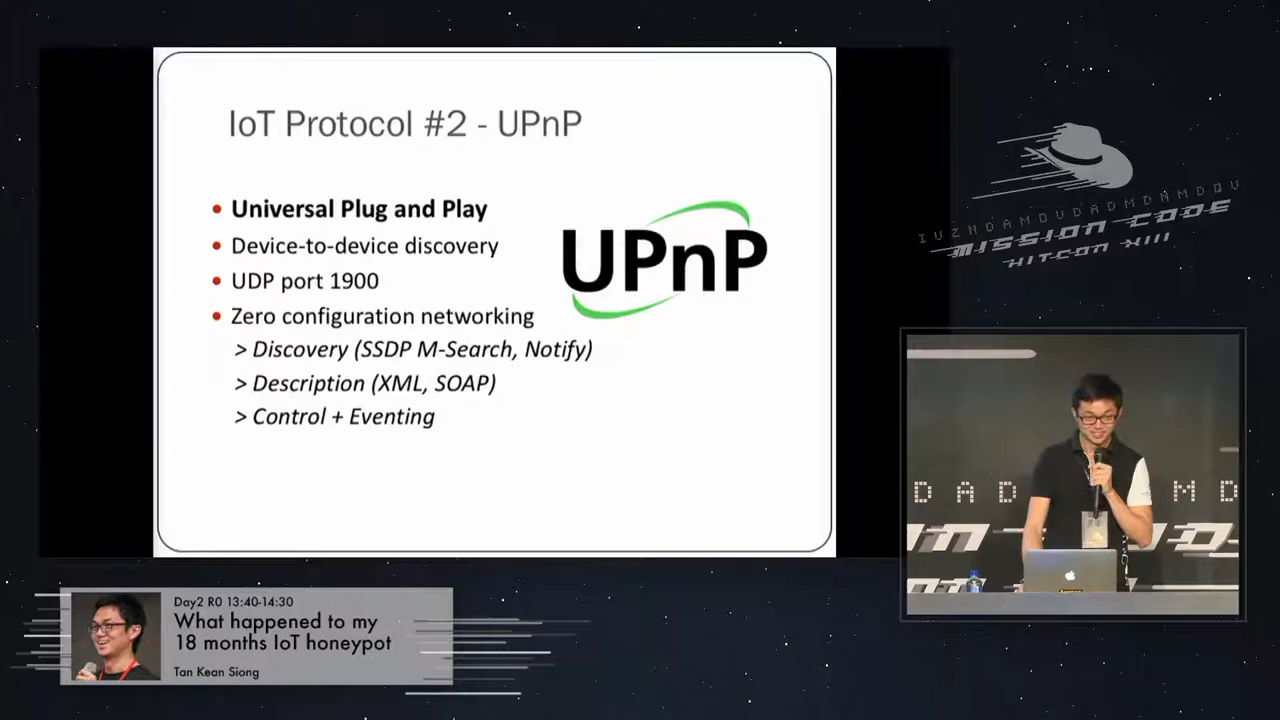 IoT Protocol #2 - UPnP
Universal Plug and Play
Device-to-device discovery
UDP port 1900
Zero configuration networking
> Discovery (SSDP M-Search, Notify)
> Description (XML, SOAP)
> Control + Eventing
UPnP
IUZNDAMDVDADMDAMDQU
MISSION CODE
HITCON XIII
DAD
MD
Day2 R0 13:40-14:30
What happened to my
18 months IoT honeypot
Tan Kean Siong